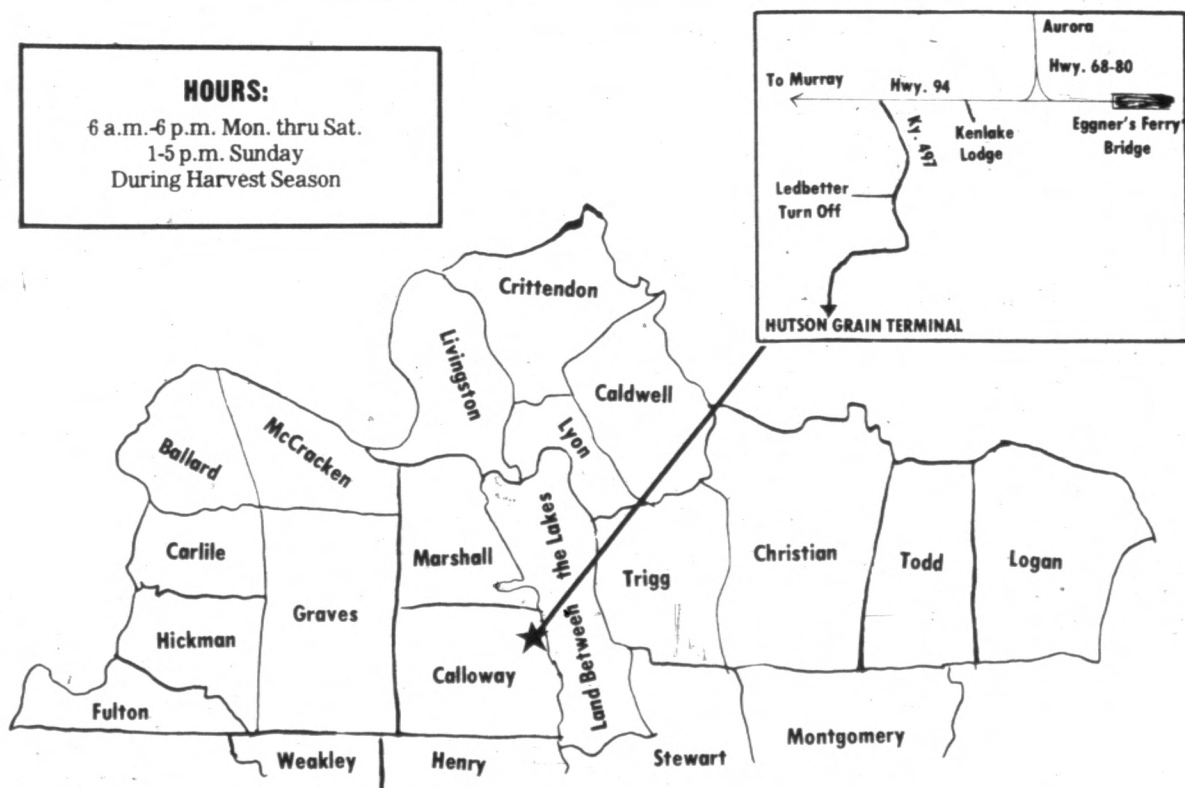 HOURS:
6 a.m.-6 p.m. Mon. thru Sat.
1-5 p.m. Sunday
During Harvest Season
Aurora
Hwy. 68-80
To Murray
Hwy. 94
Ky. 497
Kenlake
Lodge
Eggner's Ferry
Bridge
Ledbetter
Turn Off
HUTSON GRAIN TERMINAL
Crittendon
Livingston
Caldwell
Lyon
Ballard
McCracken
Carlile
Marshall
Land Between the Lakes
Trigg
Christian
Todd
Logan
Hickman
Graves
Calloway
Fulton
Weakley
Henry
Stewart
Montgomery